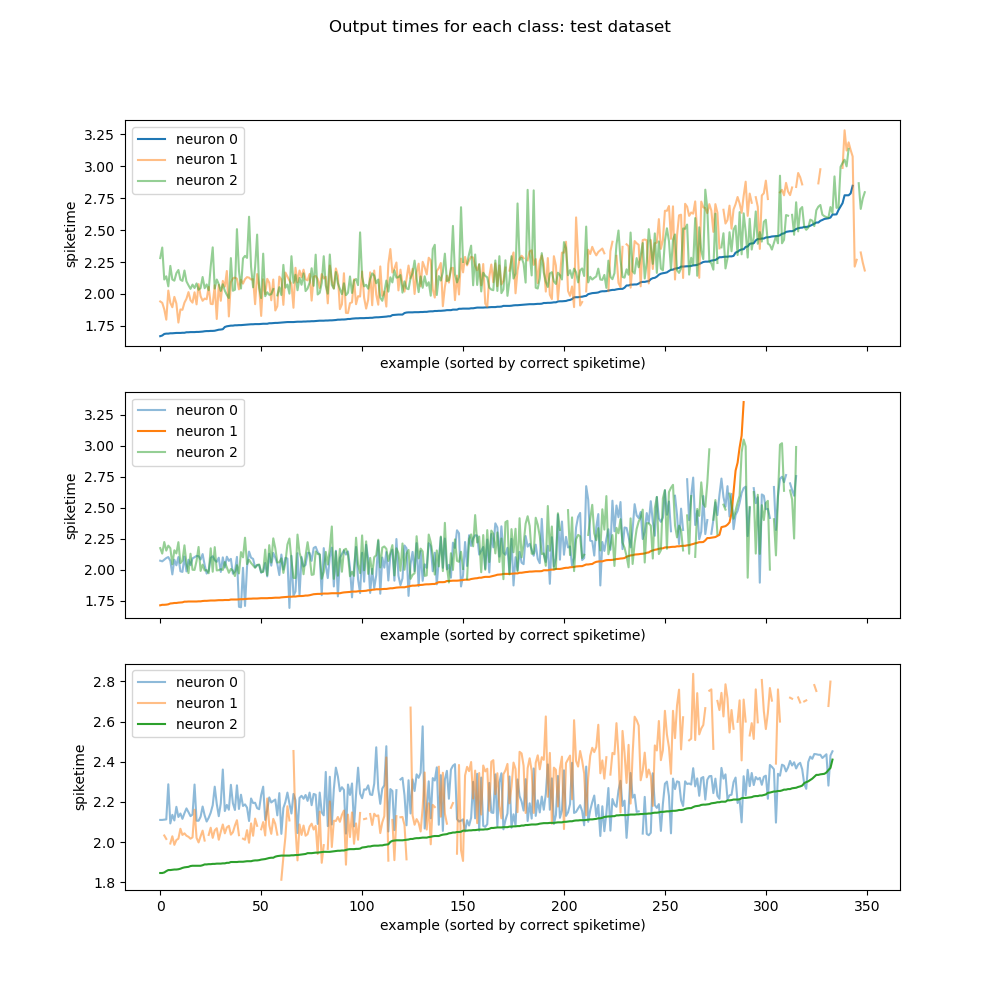 Output times for each class: test dataset
neuron 0
neuron 1
neuron 2
3.25
3.00
2.75
2.50
2.25
2.00
1.75
spiketime
example (sorted by correct spiketime)
neuron 0
neuron 1
neuron 2
3.25
3.00
2.75
2.50
2.25
2.00
1.75
spiketime
example (sorted by correct spiketime)
neuron 0
neuron 1
neuron 2
2.8
2.6
2.4
2.2
2.0
1.8
spiketime
0 50 100 150 200 250 300 350
example (sorted by correct spiketime)